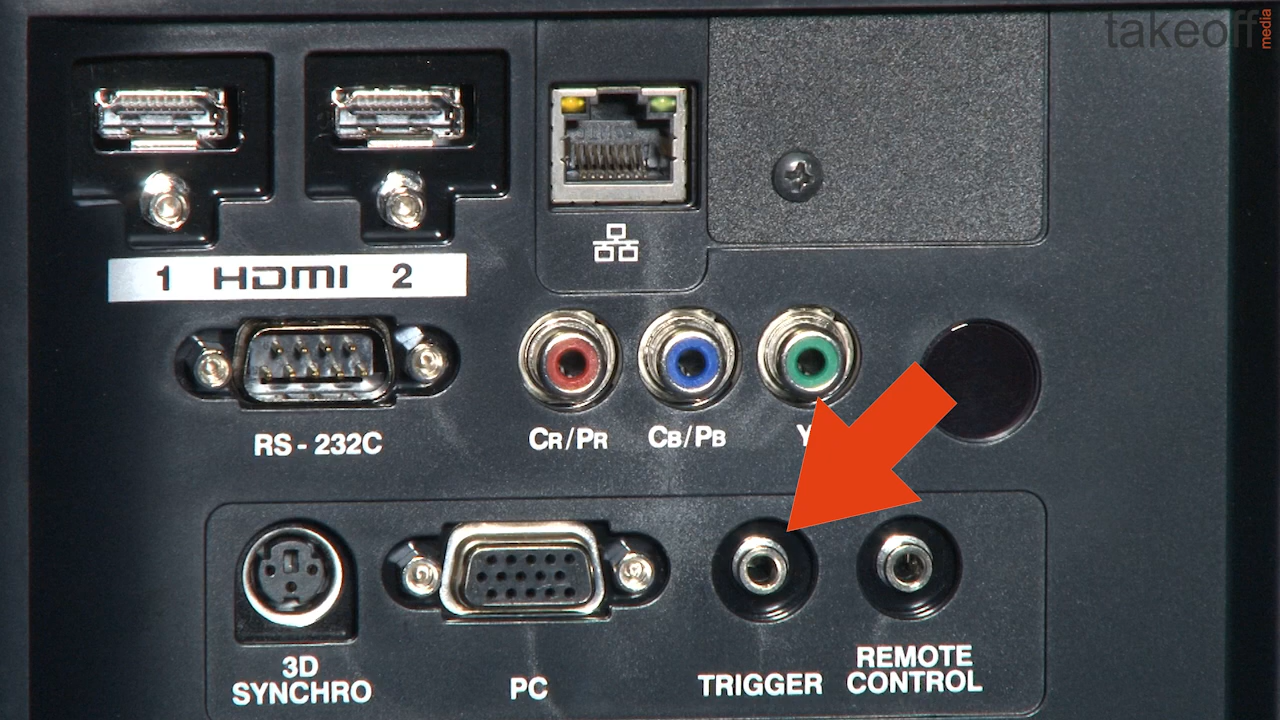 takeoff media
1 HDMI 2
RS - 232C
CR/PR CB/PB Y
3D SYNCHRO
PC
TRIGGER
REMOTE CONTROL